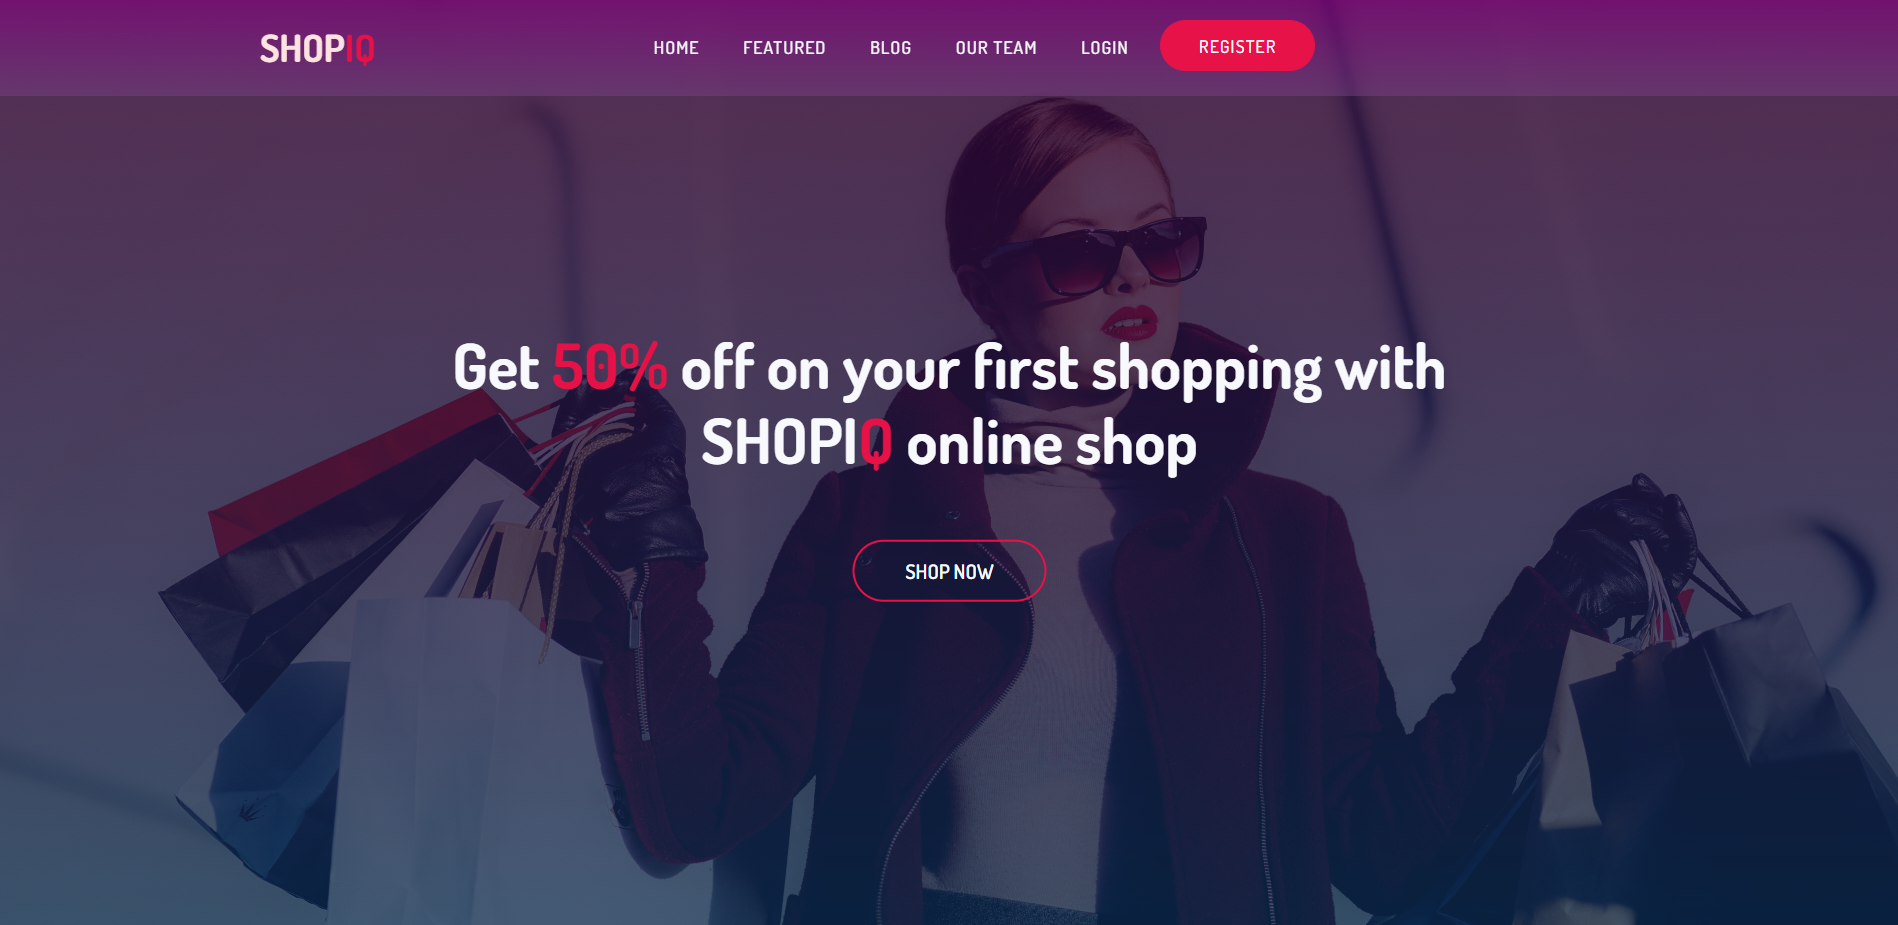 SHOPIQ
HOME FEATURED BLOG OUR TEAM LOGIN REGISTER
Get 50% off on your first shopping with
SHOPIQ online shop
SHOP NOW